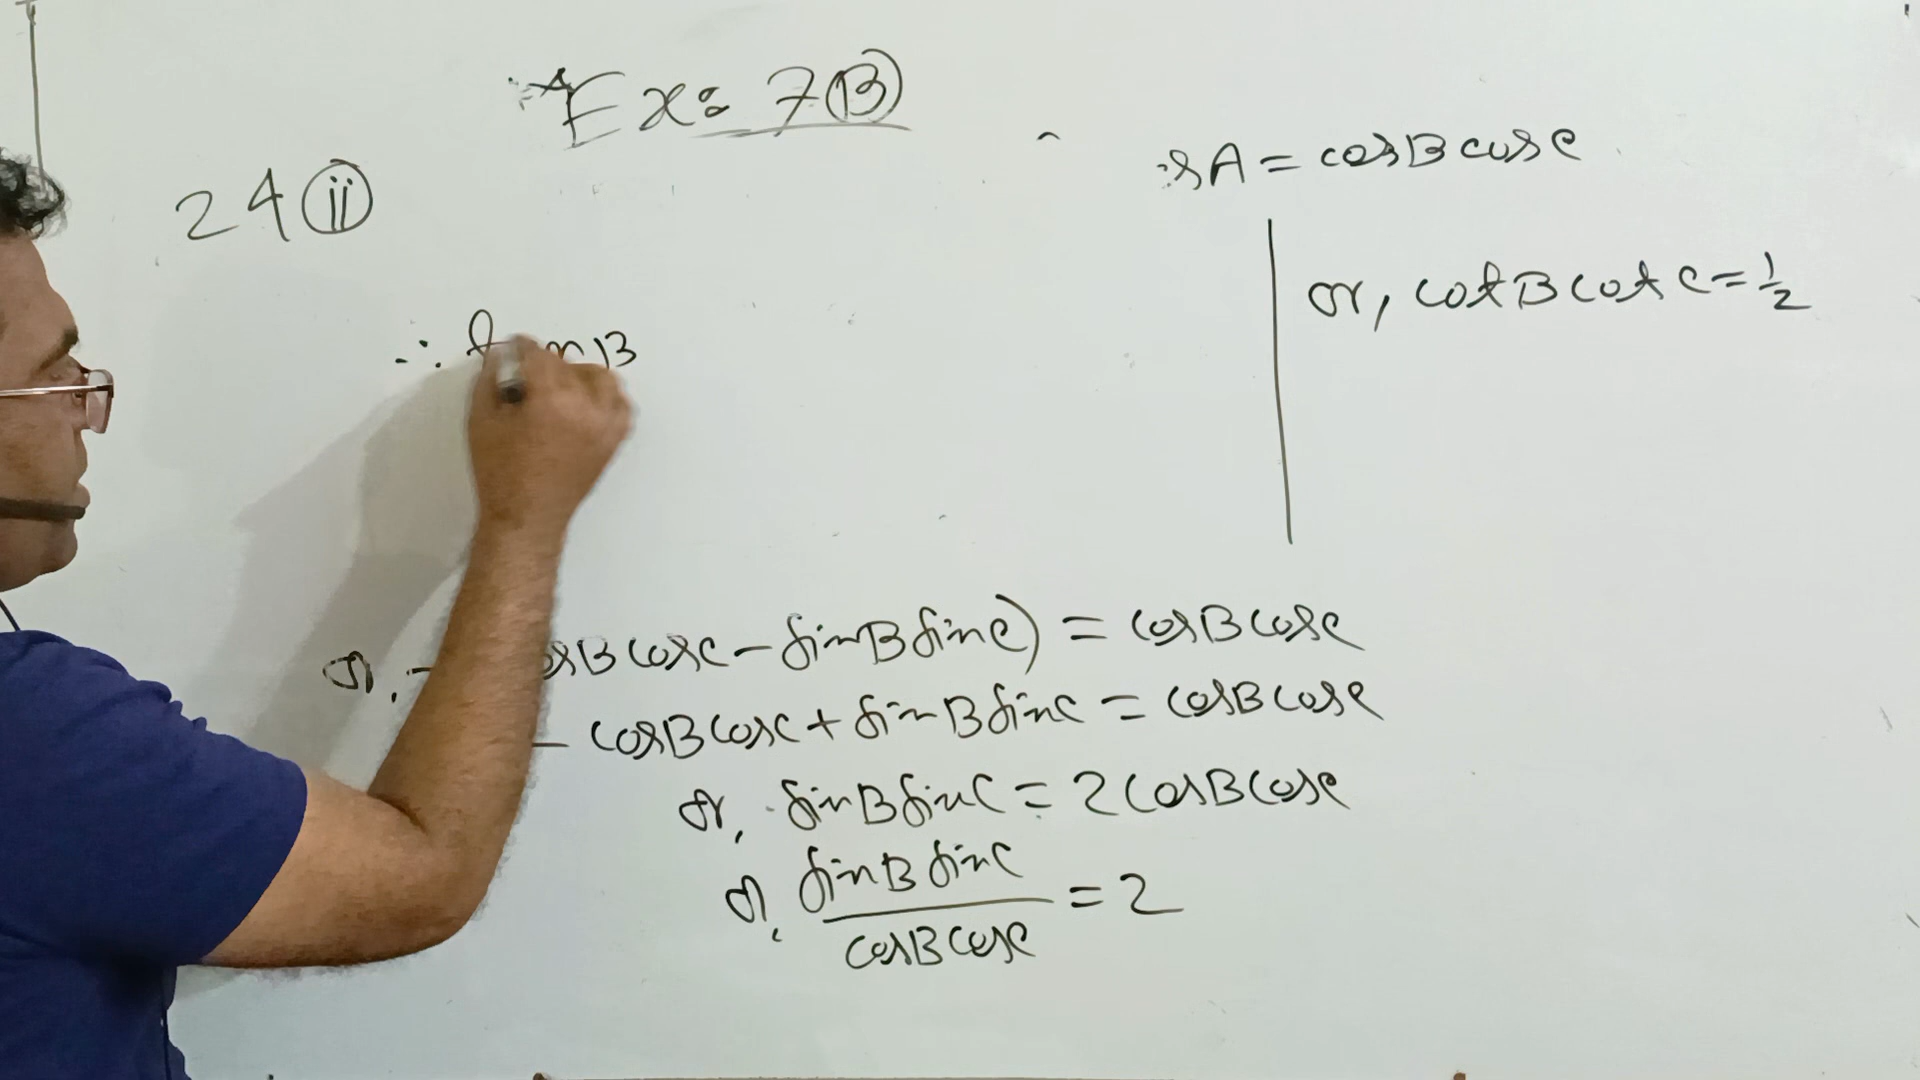 Ex: 7 B
24 ii
A = cosB cosC
or, cotB cotC = 1/2
∴ B
or, - B cosC - sinB sinC) = cosB cosC
- cosB cosC + sinB sinC = cosB cosC
or, sinB sinC = 2 cosB cosC
or, sinB sinC / cosB cosC = 2